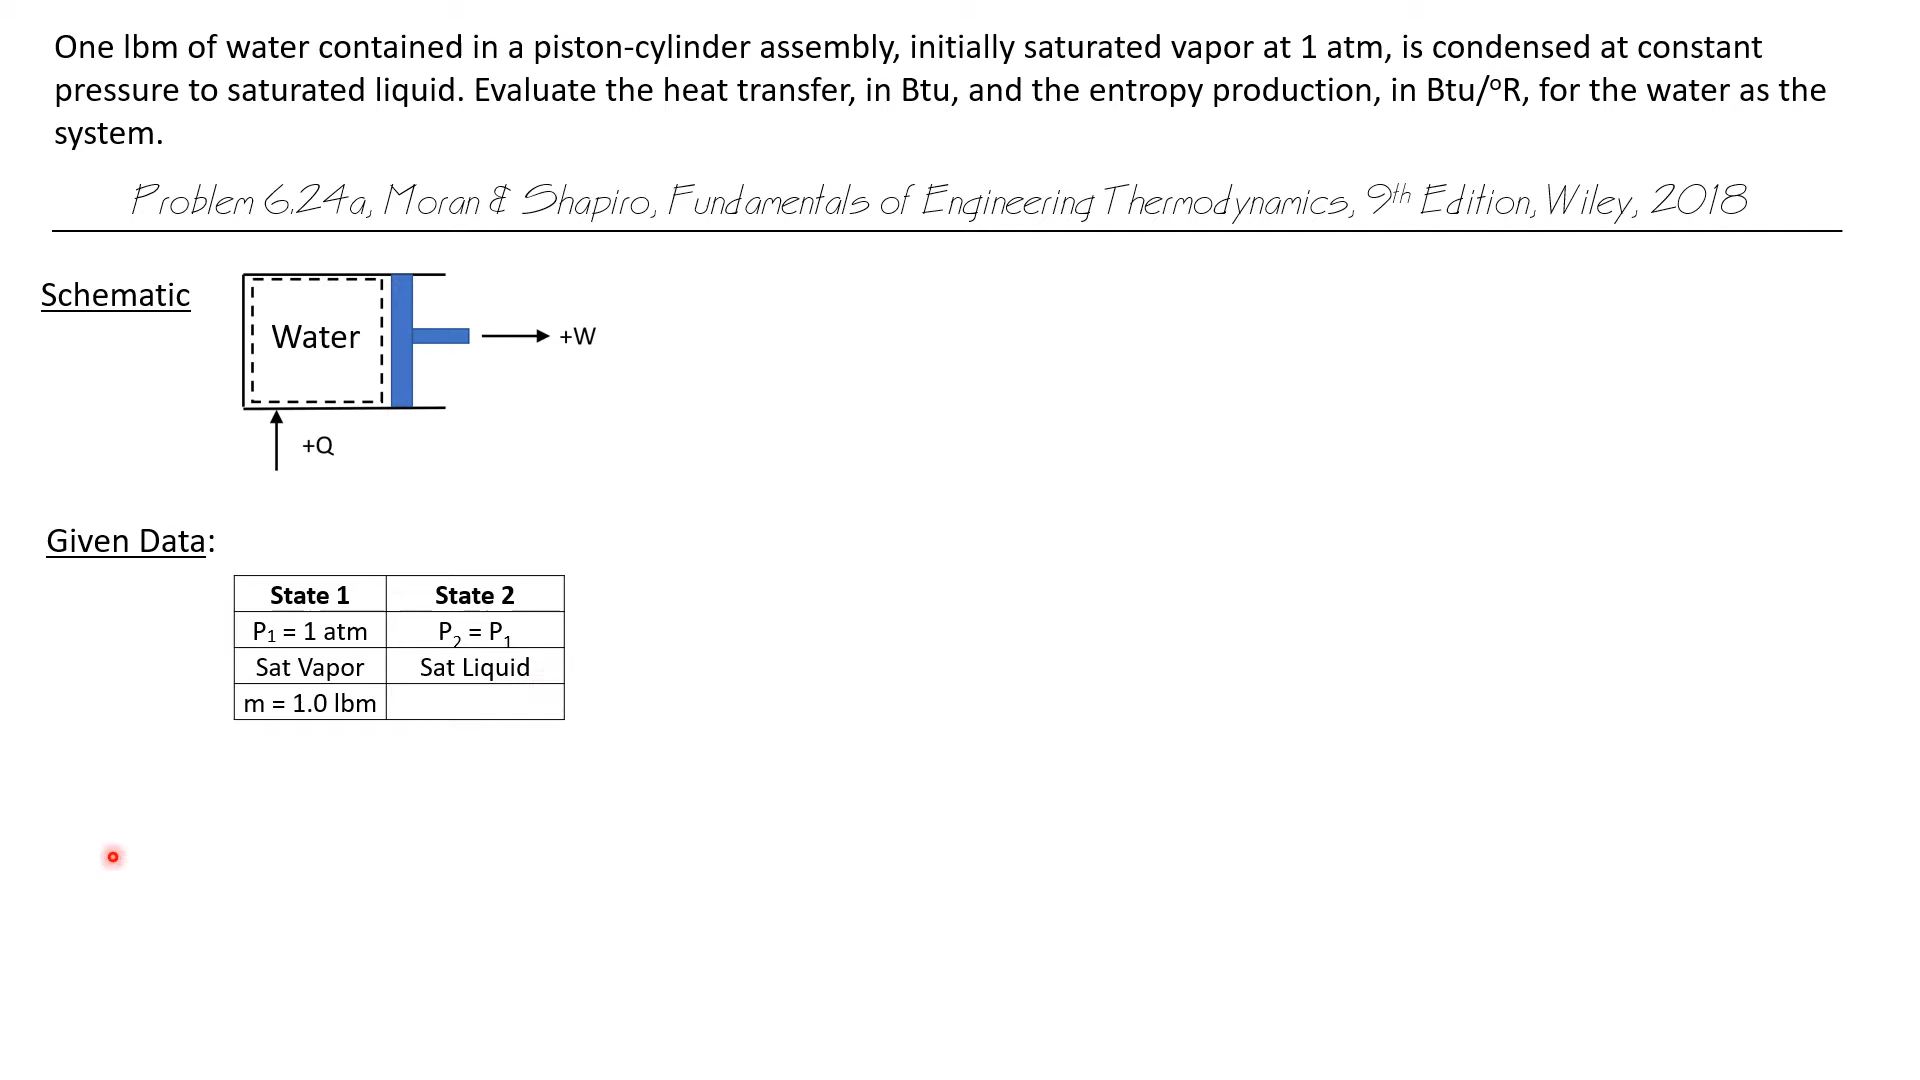 One lbm of water contained in a piston-cylinder assembly, initially saturated vapor at 1 atm, is condensed at constant
pressure to saturated liquid. Evaluate the heat transfer, in Btu, and the entropy production, in Btu/ᵒR, for the water as the
system.
Problem 6.24a, Moran & Shapiro, Fundamentals of Engineering Thermodynamics, 9th Edition, Wiley, 2018
Schematic
Water
+W
+Q
Given Data:
State 1 State 2
P1 = 1 atm P₂ = P₁
Sat Vapor Sat Liquid
m = 1.0 lbm